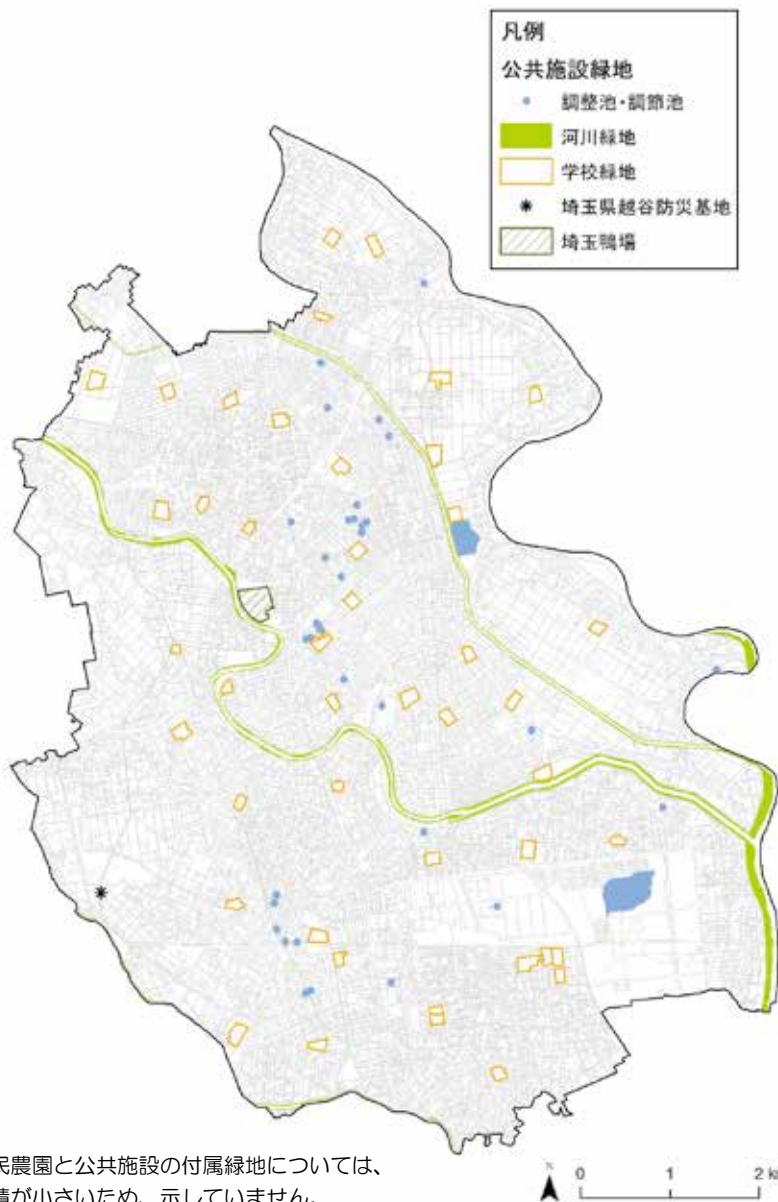 凡例
公共施設緑地
調整池・調節池
河川緑地
学校緑地
埼玉県越谷防災基地
埼玉鴨場
民農園と公共施設の付属緑地については、
積が小さいため、示していません。
N
0 1 2 k